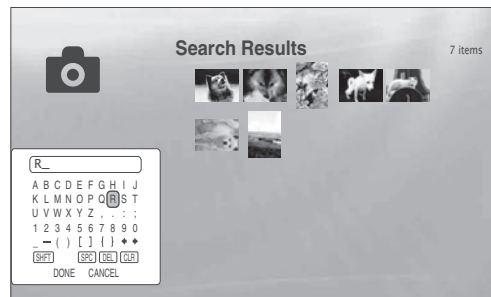 Search Results
7 items
R_
A B C D E F G H I J
K L M N O P Q R S T
U V W X Y Z , . : ;
1 2 3 4 5 6 7 8 9 0
_ – ( ) [ ] { }
SHFT SPC DEL CLR
DONE CANCEL